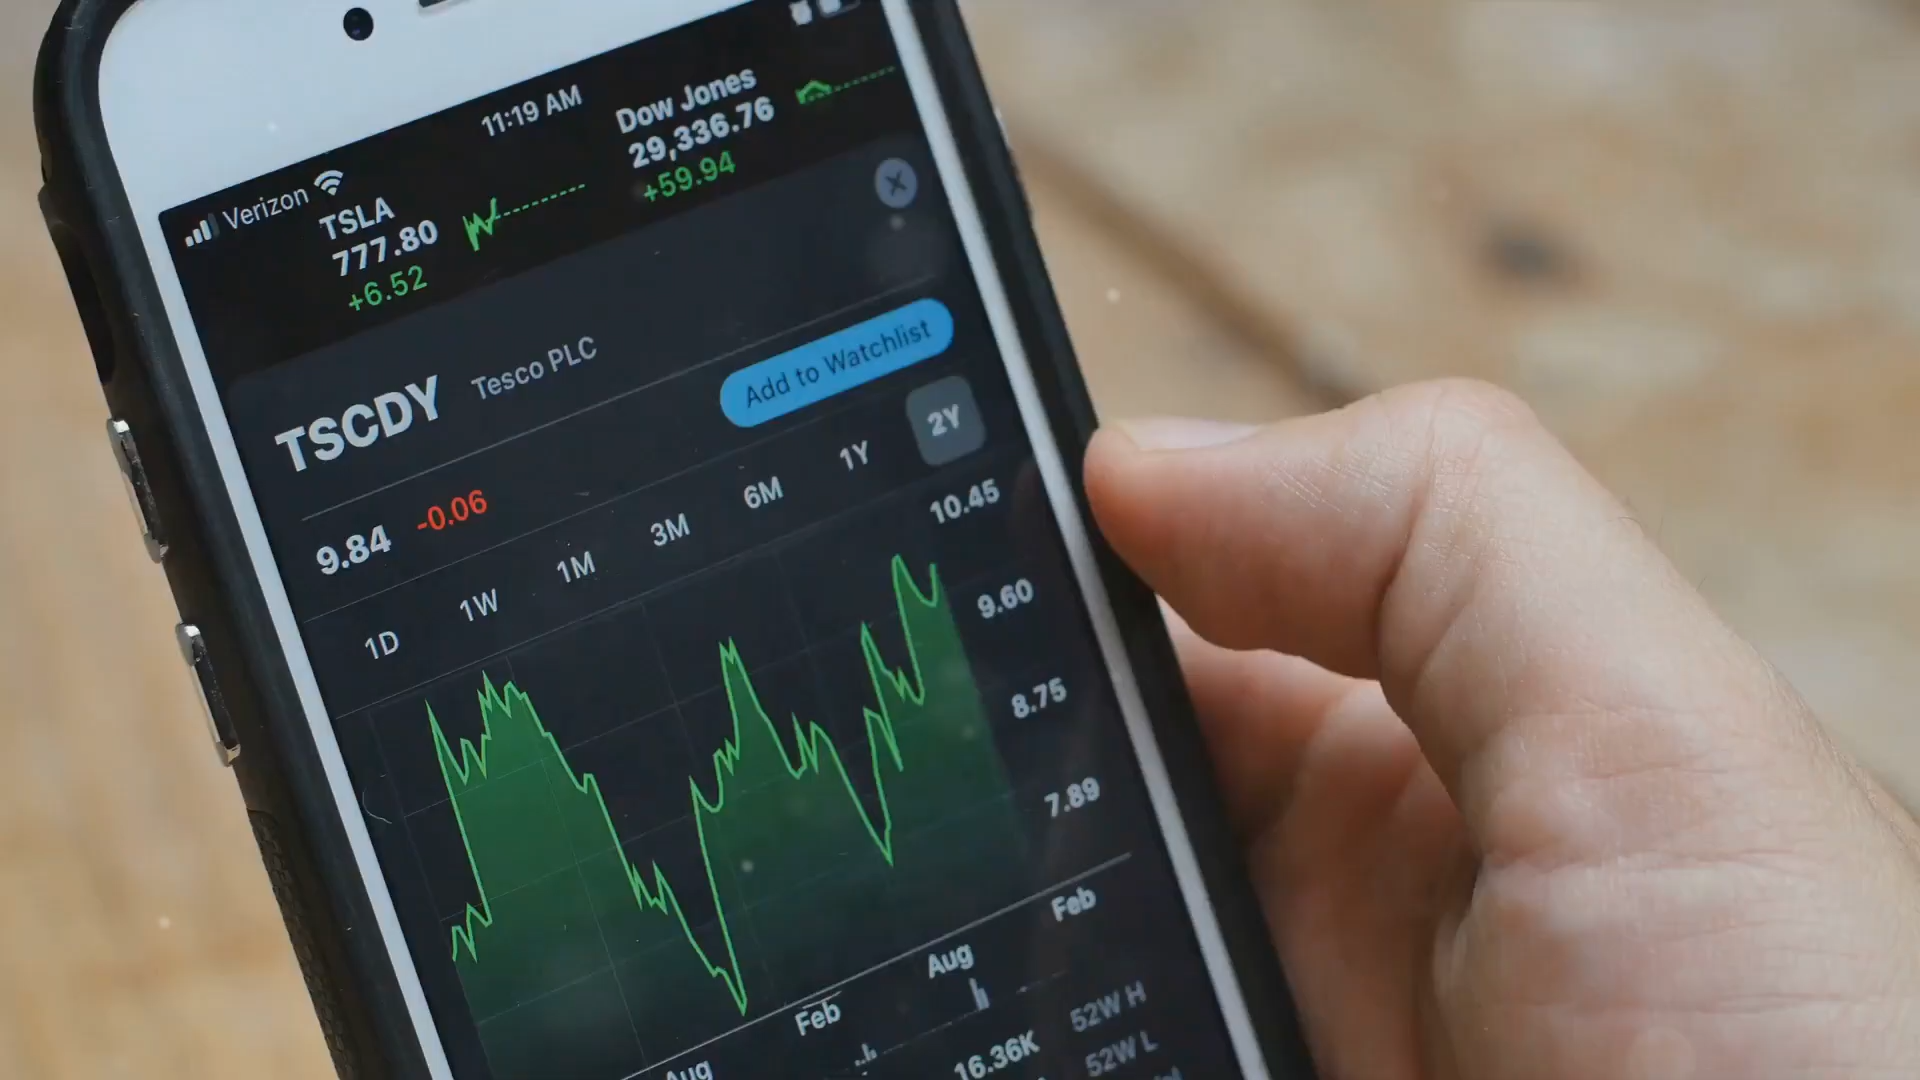 11:19 AM
Verizon
TSLA
777.80
+6.52
Dow Jones
29,336.76
+59.94
TSCDY Tesco PLC
Add to Watchlist
9.84 -0.06
1D 1W 1M 3M 6M 1Y 2Y
10.45
9.60
8.75
7.89
Aug Feb Aug Feb
16.36K 52W H
52W L